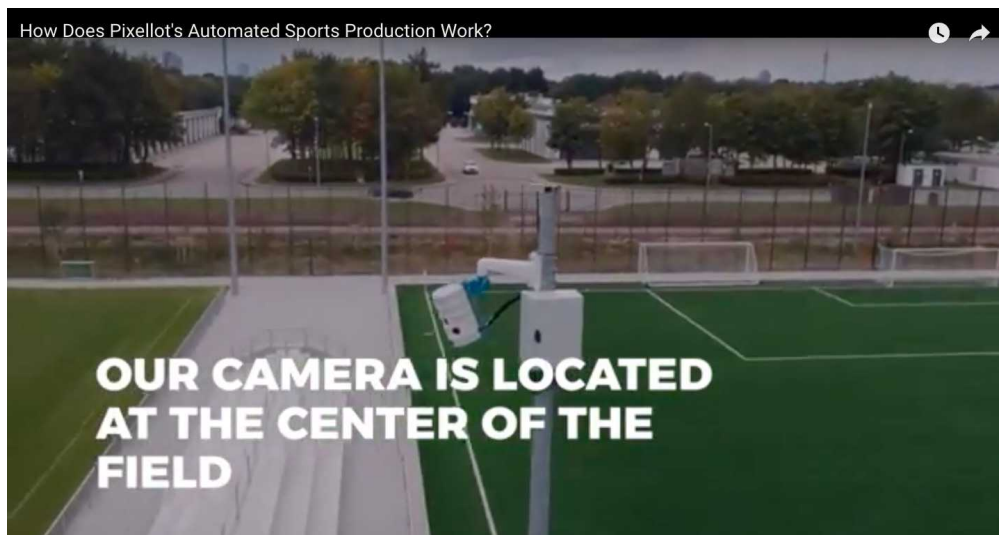 How Does Pixellot's Automated Sports Production Work?
OUR CAMERA IS LOCATED
AT THE CENTER OF THE
FIELD